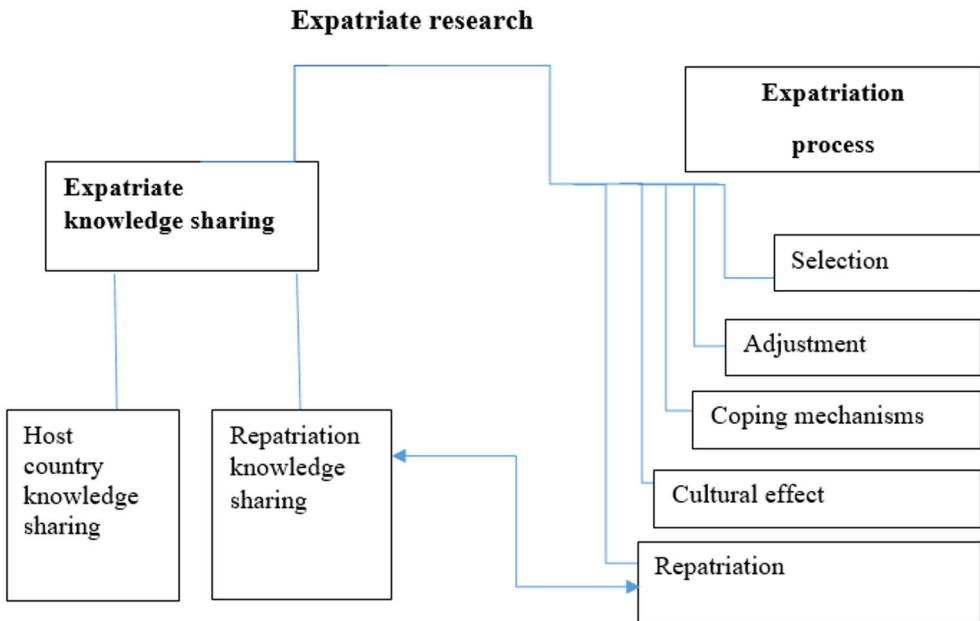 Expatriate research
Expatriation
process
Expatriate
knowledge sharing
Selection
Adjustment
Coping mechanisms
Cultural effect
Repatriation
Host
country
knowledge
sharing
Repatriation
knowledge
sharing